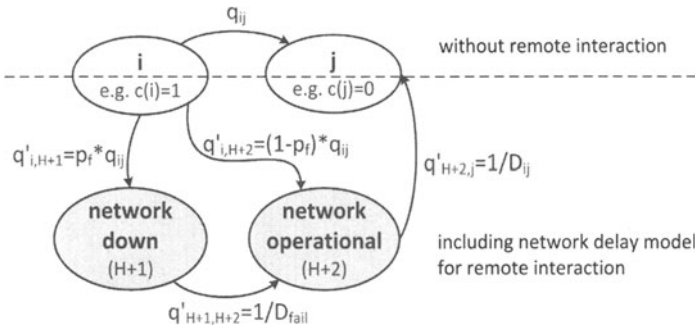 q_ij
i
j
e.g. c(i)=1
e.g. c(j)=0
without remote interaction
q'_i,H+1=p_f*q_ij
q'_i,H+2=(1-p_f)*q_ij
q'_H+2,j=1/D_ij
network
down
(H+1)
network
operational
(H+2)
including network delay model
for remote interaction
q'_H+1,H+2=1/D_fail